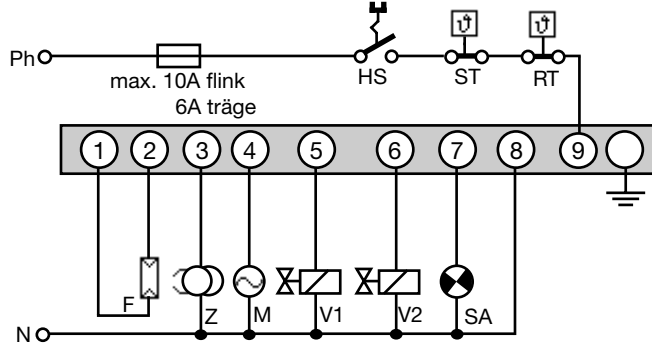 ϑ ϑ
Ph
HS ST RT
max. 10A flink
6A träge
1 2 3 4 5 6 7 8 9
F Z M V1 V2 SA
N